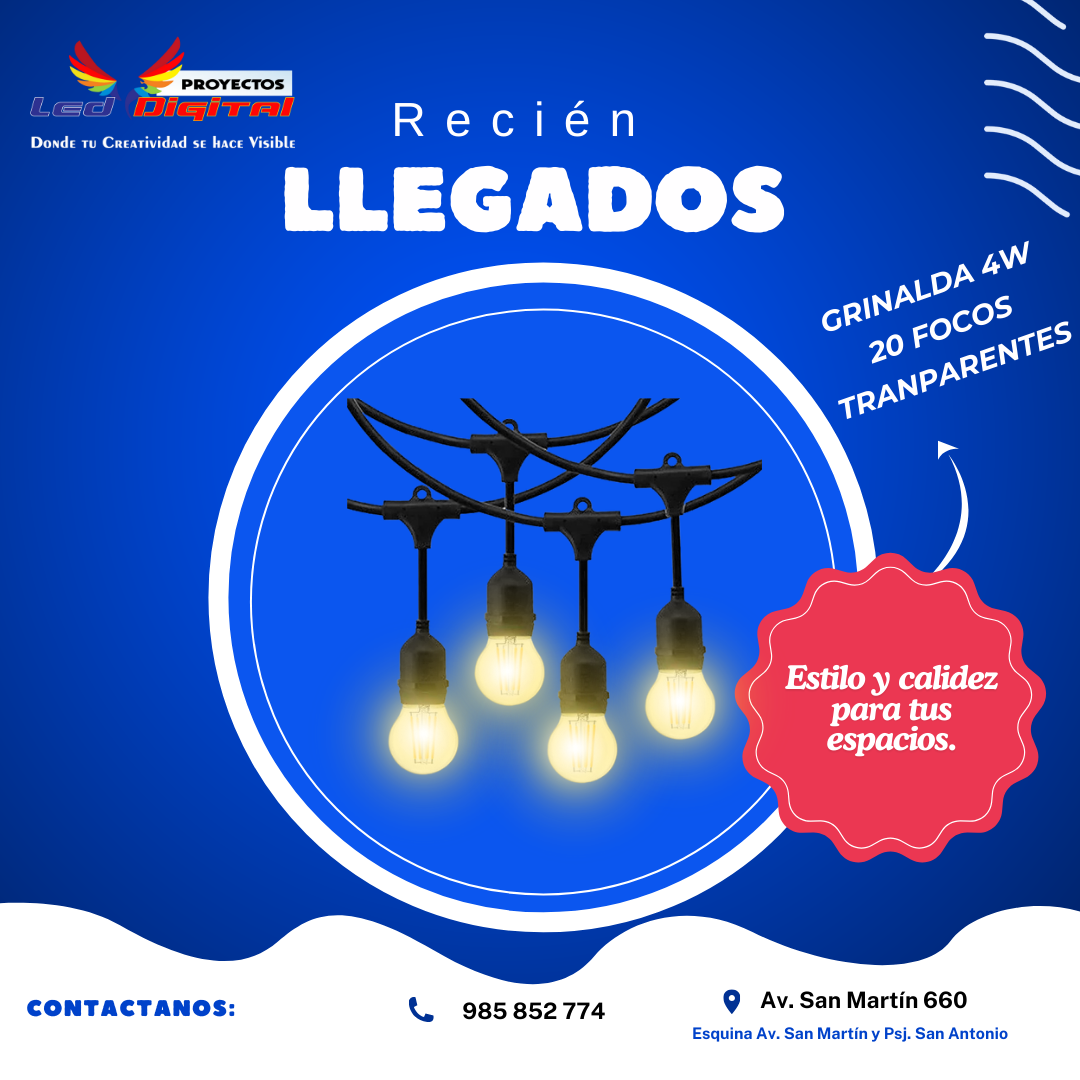 PROYECTOS
Led Digital
Donde tu Creatividad se hace Visible
Recién
LLEGADOS
GRINALDA 4W
20 FOCOS
TRANPARENTES
Estilo y calidez
para tus
espacios.
CONTACTANOS:
985 852 774
Av. San Martín 660
Esquina Av. San Martín y Psj. San Antonio